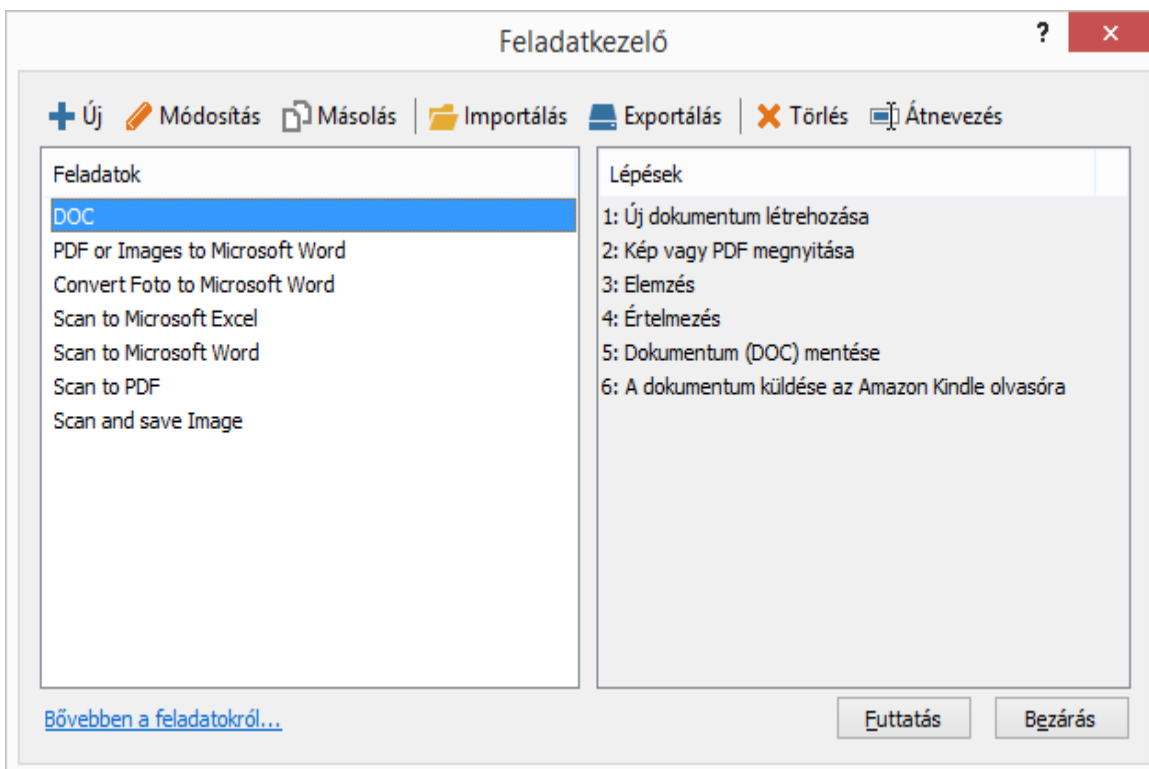 Feladatkezelő
?
Új Módosítás Másolás Importálás Exportálás Törlés Átnevezés
Feladatok
DOC
PDF or Images to Microsoft Word
Convert Foto to Microsoft Word
Scan to Microsoft Excel
Scan to Microsoft Word
Scan to PDF
Scan and save Image
Lépések
1: Új dokumentum létrehozása
2: Kép vagy PDF megnyitása
3: Elemzés
4: Értelmezés
5: Dokumentum (DOC) mentése
6: A dokumentum küldése az Amazon Kindle olvasóra
Bővebben a feladatokról...
Futtatás
Bezárás